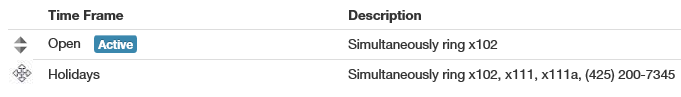 Time Frame Description
Open Active Simultaneously ring x102
Holidays Simultaneously ring x102, x111, x111a, (425) 200-7345